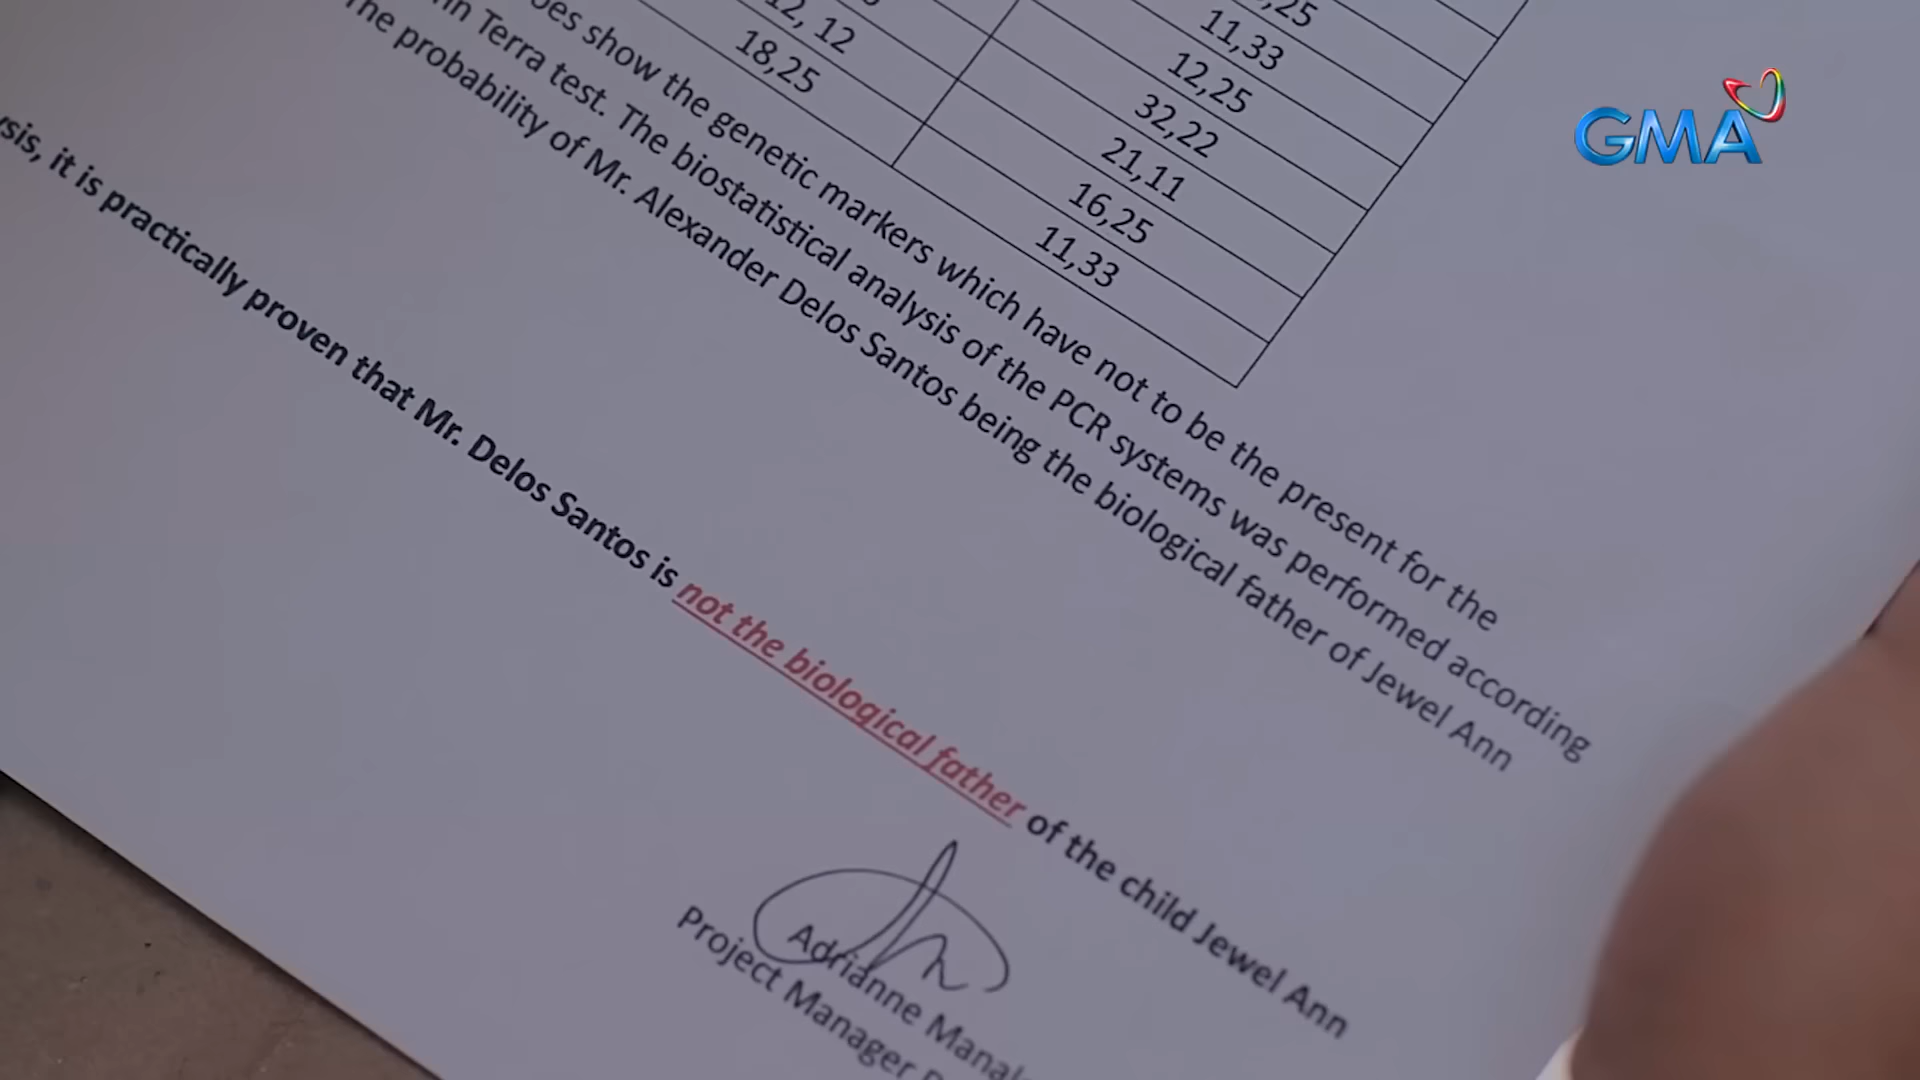 GMA
,25
11,33
12, 12 12,25
18,25 32,22
21,11
16,25
11,33
show the genetic markers which have not to be the present for the
Terra test. The biostatistical analysis of the PCR systems was performed according
The probability of Mr. Alexander Delos Santos being the biological father of Jewel Ann
it is practically proven that Mr. Delos Santos is not the biological father of the child Jewel Ann
Adrianne
Project Manager